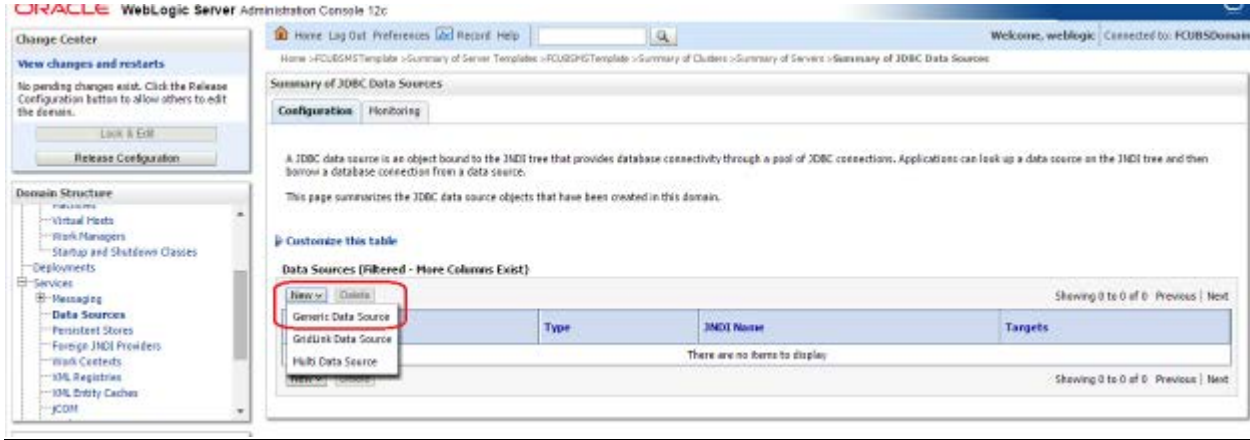 ORACLE WebLogic Server Administration Console 12c
Change Center
View changes and restarts
No pending changes exist. Click the Release
Configuration button to allow others to edit
the domain.
Lock & Edit
Release Configuration
Domain Structure
Machines
Virtual Hosts
Work Managers
Startup and Shutdown Classes
Deployments
Services
Messaging
Data Sources
Persistent Stores
Foreign JNDI Providers
Work Contexts
XML Registries
XML Entity Caches
jCOM
Home Log Out Preferences Record Help
Welcome, weblogic Connected to: FCUBSDomain
Home >FCUBSMSTemplate >Summary of Server Templates >FCUBSMSTemplate >Summary of Clusters >Summary of Servers >Summary of JDBC Data Sources
Summary of JDBC Data Sources
Configuration Monitoring
A JDBC data source is an object bound to the JNDI tree that provides database connectivity through a pool of JDBC connections. Applications can look up a data source on the JNDI tree and then
borrow a database connection from a data source.
This page summarizes the JDBC data source objects that have been created in this domain.
Customize this table
Data Sources (Filtered - More Columns Exist)
New Delete
Showing 0 to 0 of 0 Previous | Next
Generic Data Source
GridLink Data Source
Multi Data Source
Type JNDI Name Targets
There are no items to display
New Delete
Showing 0 to 0 of 0 Previous | Next